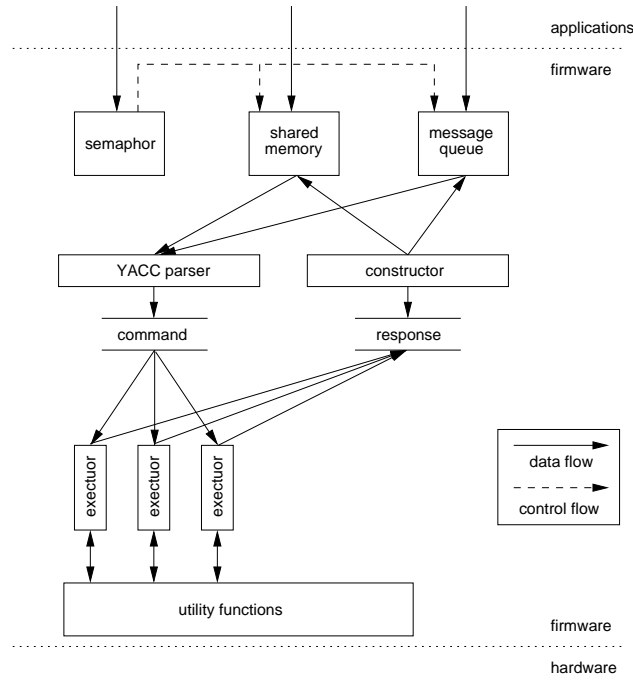 applications
firmware
semaphor
shared
memory
message
queue
YACC parser
constructor
command
response
exectuor
exectuor
exectuor
data flow
control flow
utility functions
firmware
hardware